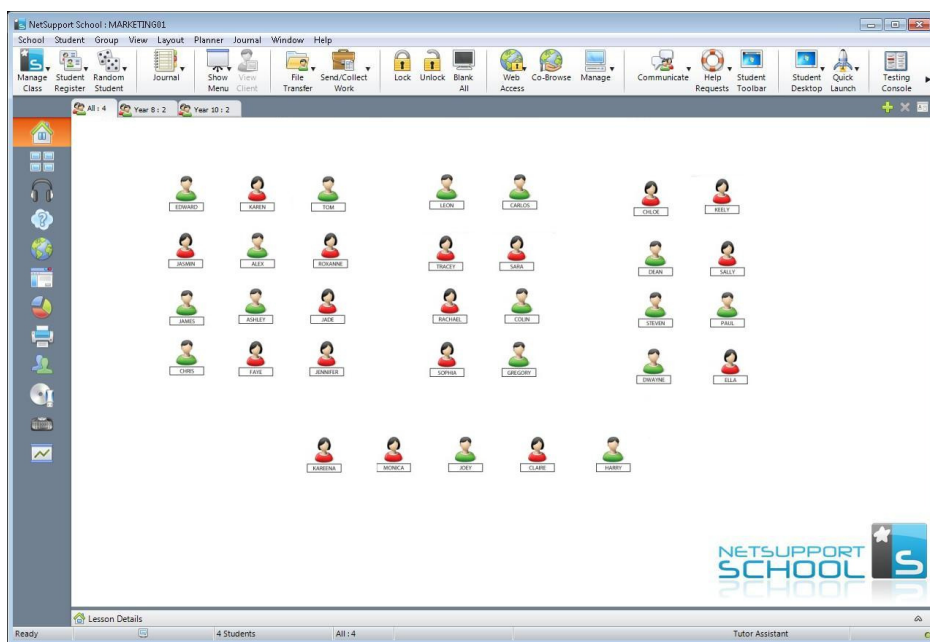 NetSupport School : MARKETING01
School Student Group View Layout Planner Journal Window Help
Manage Class
Student Register
Random Student
Journal
Show Menu
View Client
File Transfer
Send/Collect Work
Lock
Unlock
Blank All
Web Access
Co-Browse
Manage
Communicate
Help Requests
Student Toolbar
Student Desktop
Quick Launch
Testing Console
All : 4
Year 8 : 2
Year 10 : 2
EDWARD KAREN TOM LEON CARLOS CHLOE KEELY
JASMIN ALEX ROXANNE TRACEY SARA DEAN SALLY
JAMES ASHLEY JADE RACHAEL COLIN STEVEN PAUL
CHRIS FAYE JENNIFER SOPHIA GREGORY DWAYNE ELLA
KAREENA MONICA JOEY CLAIRE HARRY
NETSUPPORT
SCHOOL
S
Lesson Details
Ready 4 Students All : 4 Tutor Assistant